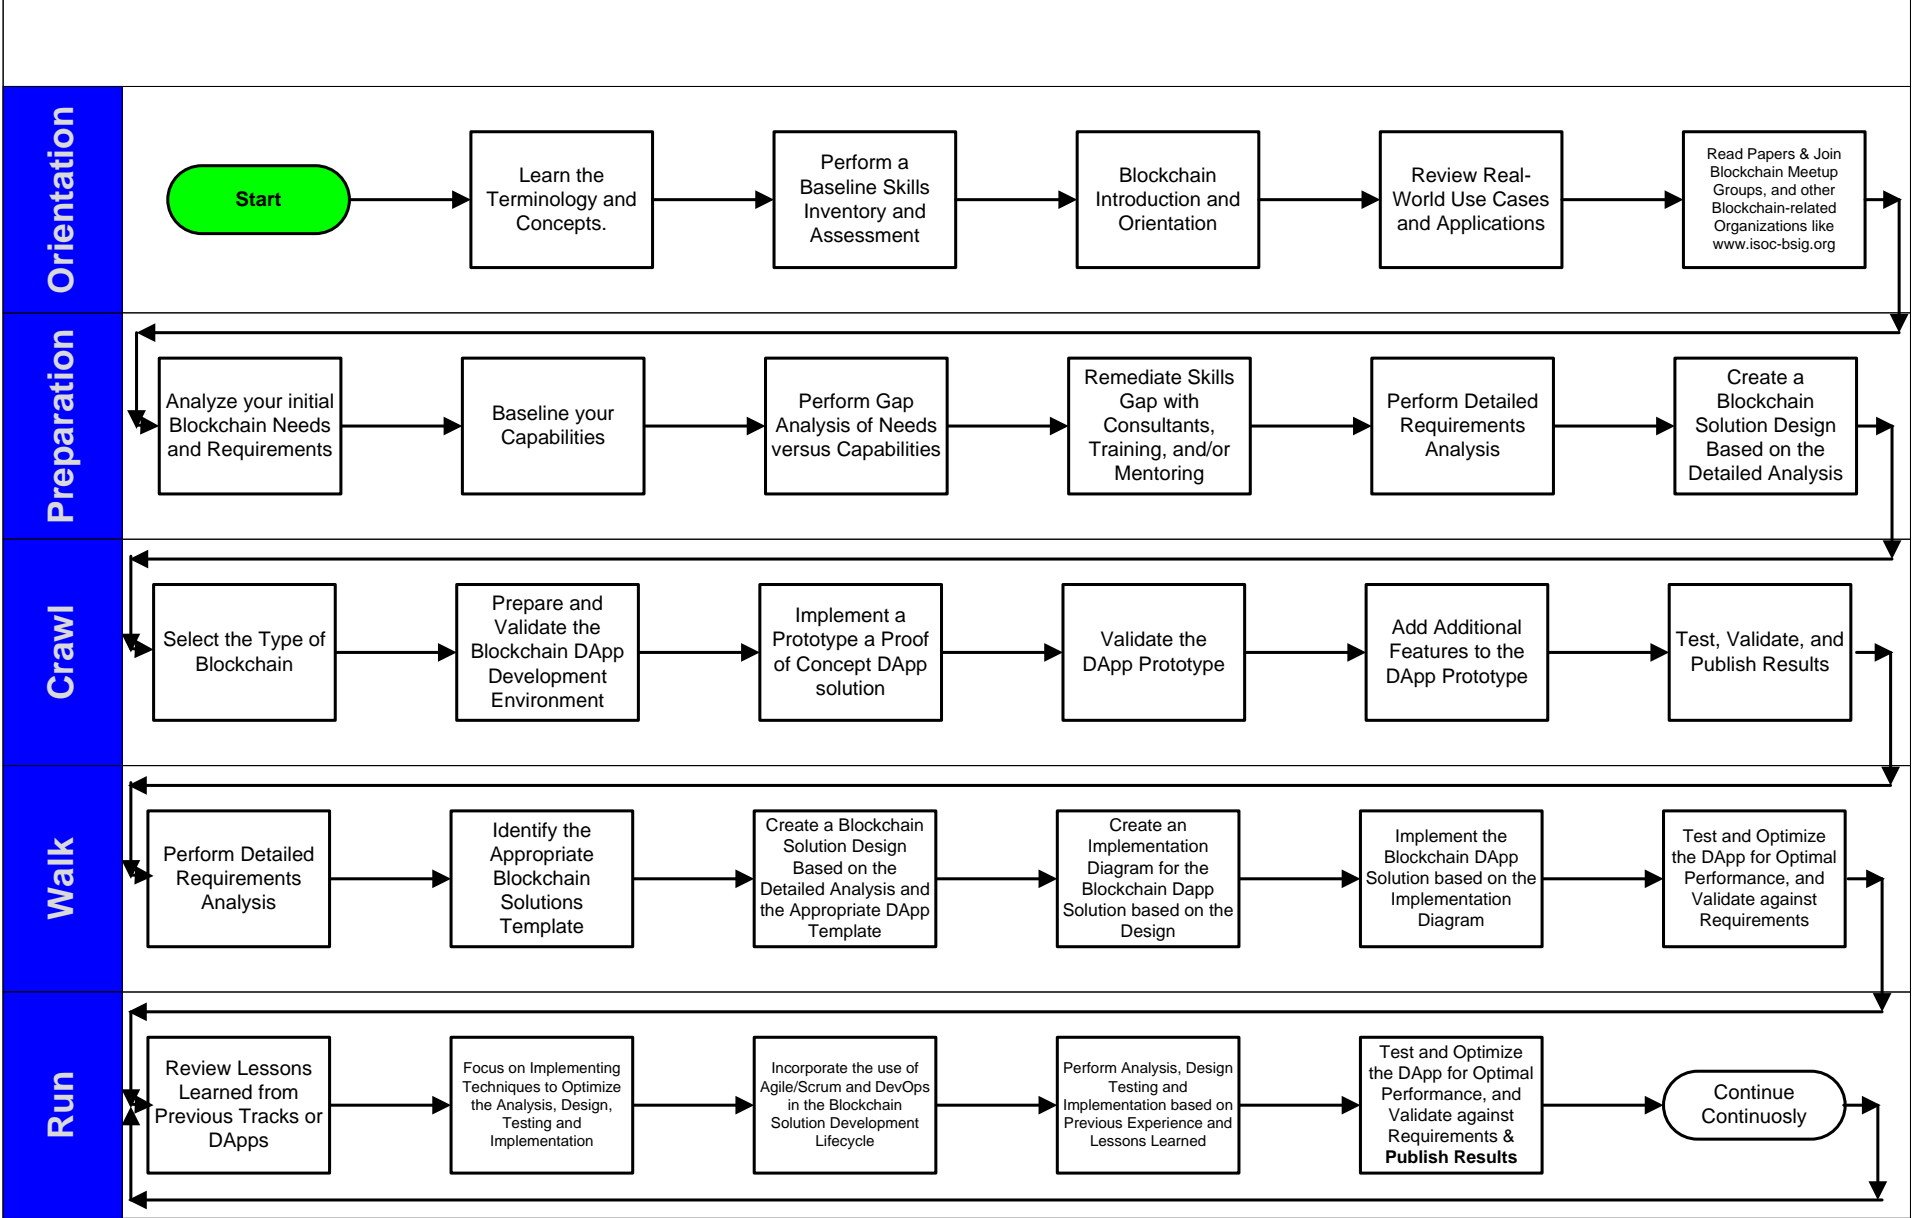 Orientation
Start
Learn the
Terminology and
Concepts.
Perform a
Baseline Skills
Inventory and
Assessment
Blockchain
Introduction and
Orientation
Review Real-
World Use Cases
and Applications
Read Papers & Join
Blockchain Meetup
Groups, and other
Blockchain-related
Organizations like
www.isoc-bsig.org
Preparation
Analyze your initial
Blockchain Needs
and Requirements
Baseline your
Capabilities
Perform Gap
Analysis of Needs
versus Capabilities
Remediate Skills
Gap with
Consultants,
Training, and/or
Mentoring
Perform Detailed
Requirements
Analysis
Create a
Blockchain
Solution Design
Based on the
Detailed Analysis
Crawl
Select the Type of
Blockchain
Prepare and
Validate the
Blockchain DApp
Development
Environment
Implement a
Prototype a Proof
of Concept DApp
solution
Validate the
DApp Prototype
Add Additional
Features to the
DApp Prototype
Test, Validate, and
Publish Results
Walk
Perform Detailed
Requirements
Analysis
Identify the
Appropriate
Blockchain
Solutions
Template
Create a Blockchain
Solution Design
Based on the
Detailed Analysis and
the Appropriate DApp
Template
Create an
Implementation
Diagram for the
Blockchain Dapp
Solution based on the
Design
Implement the
Blockchain DApp
Solution based on the
Implementation
Diagram
Test and Optimize
the DApp for Optimal
Performance, and
Validate against
Requirements
Run
Review Lessons
Learned from
Previous Tracks or
DApps
Focus on Implementing
Techniques to Optimize
the Analysis, Design,
Testing and
Implementation
Incorporate the use of
Agile/Scrum and DevOps
in the Blockchain
Solution Development
Lifecycle
Perform Analysis, Design
Testing and
Implementation based on
Previous Experience and
Lessons Learned
Test and Optimize
the DApp for Optimal
Performance, and
Validate against
Requirements &
Publish Results
Continue
Continuosly